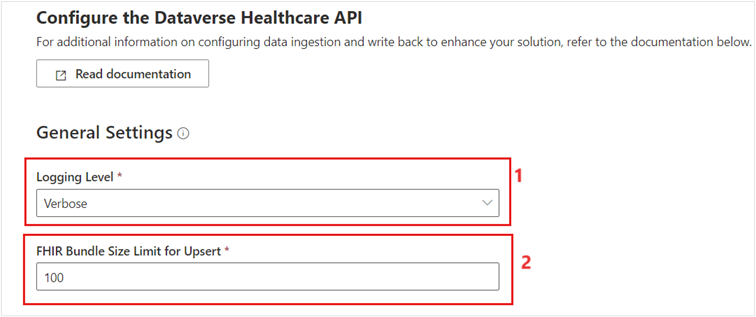 Configure the Dataverse Healthcare API
For additional information on configuring data ingestion and write back to enhance your solution, refer to the documentation below.
Read documentation
General Settings
Logging Level *
1
Verbose
FHIR Bundle Size Limit for Upsert *
2
100